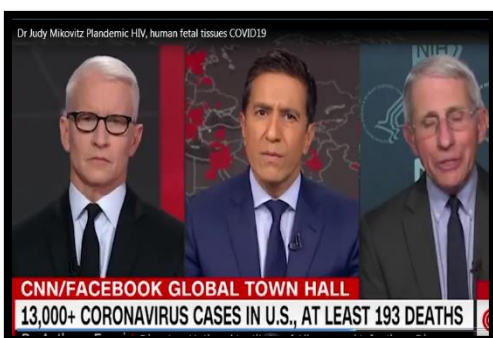 Dr Judy Mikovitz Plandemic HIV, human fetal tissues COVID19
NIH
CNN/FACEBOOK GLOBAL TOWN HALL
13,000+ CORONAVIRUS CASES IN U.S., AT LEAST 193 DEATHS